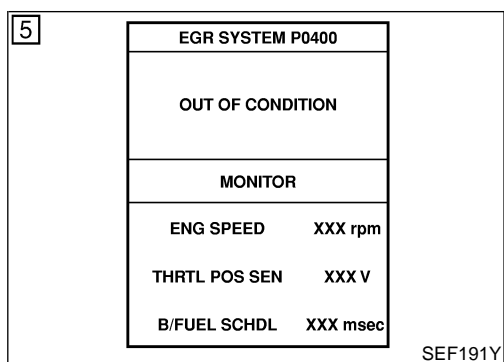 5
EGR SYSTEM P0400
OUT OF CONDITION
MONITOR
ENG SPEED XXX rpm
THRTL POS SEN XXX V
B/FUEL SCHDL XXX msec
SEF191Y